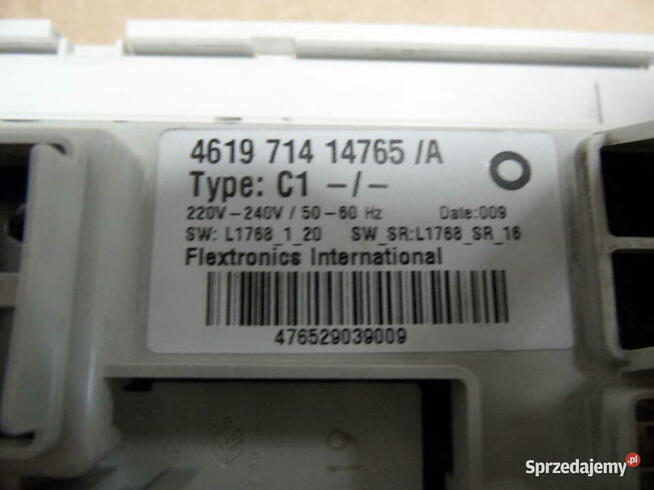 4619 714 14765 /A
Type: C1 -/-
220V-240V / 50-60 Hz Date:009
SW: L1768_1_20 SW_SR:L1768_SR_16
Flextronics International
476529039009
19
Sprzedajemy.pl